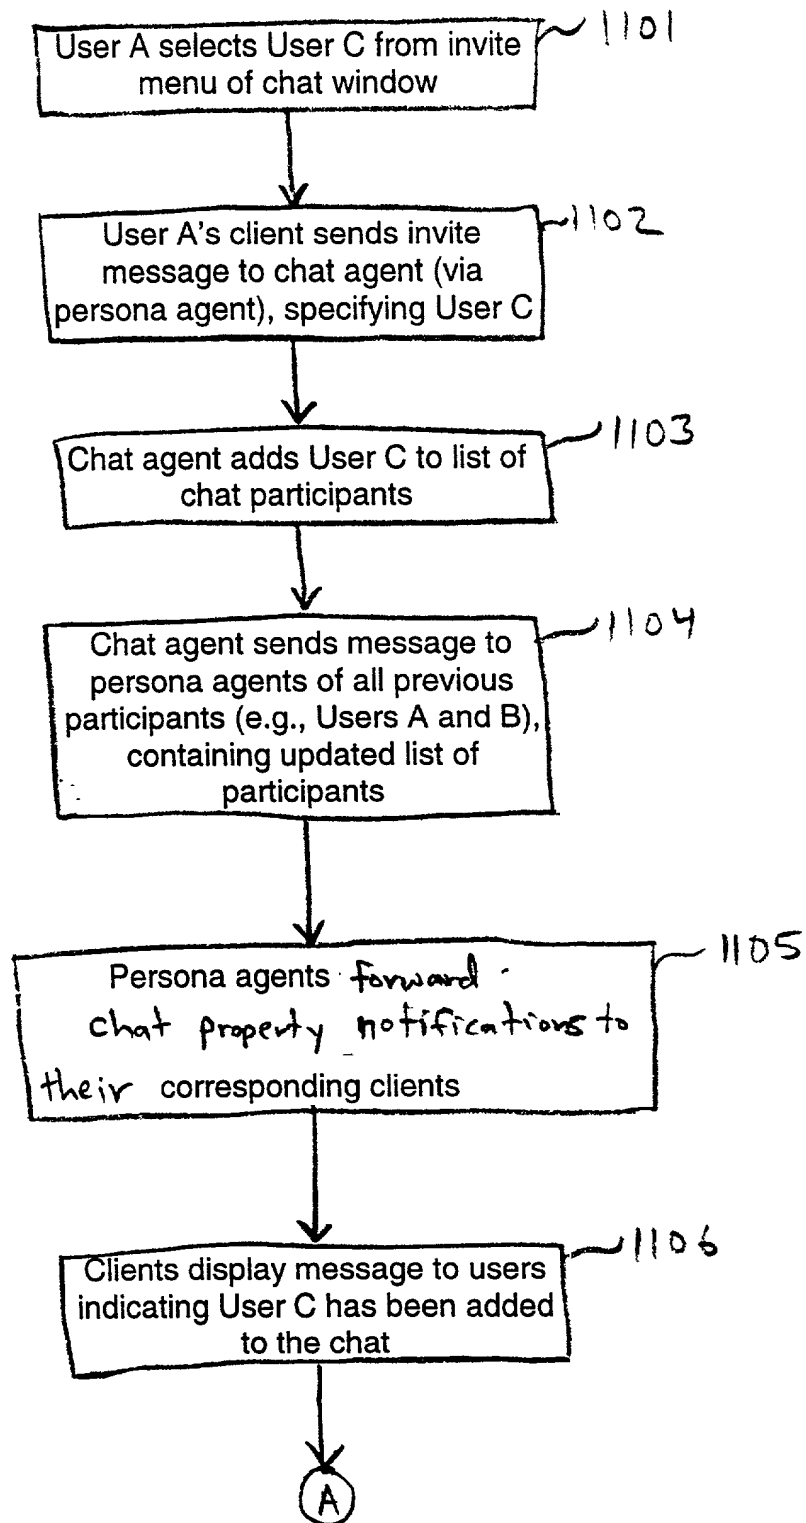 User A selects User C from invite
menu of chat window
1101
User A's client sends invite
message to chat agent (via
persona agent), specifying User C
1102
Chat agent adds User C to list of
chat participants
1103
Chat agent sends message to
persona agents of all previous
participants (e.g., Users A and B),
containing updated list of
participants
1104
Persona agents forward
chat property notifications to
their corresponding clients
1105
Clients display message to users
indicating User C has been added
to the chat
1106
A